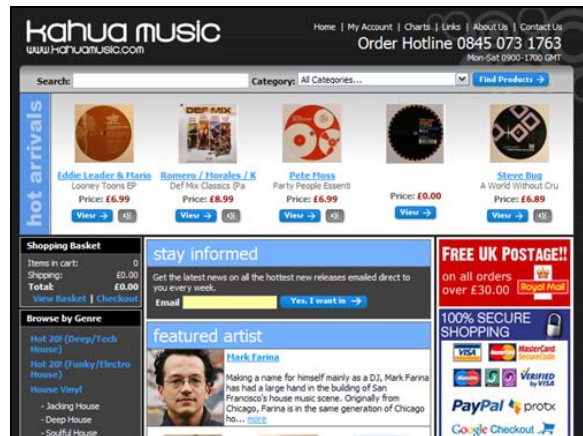 kahua music
www.kahuamusic.com
Home | My Account | Charts | Links | About Us | Contact Us
Order Hotline 0845 073 1763
Mon-Sat 0900-1700 GMT
Search:
Category: All Categories...
Find Products
hot arrivals
DEF MIX
Eddie Leader & Mario
Romero / Morales / K
Pete Moss
Steve Bug
Looney Toons EP
Def Mix Classics (Pa
Party People Essenti
A World Without Cru
Price: £6.99
Price: £8.99
Price: £6.99
Price: £0.00
Price: £6.89
View
View
View
View
View
Shopping Basket
Items in cart: 0
Shipping: £0.00
Total: £0.00
View Basket | Checkout
Browse by Genre
Hot 20! (Deep/Tech
House)
Hot 20! (Funky/Electro
House)
House Vinyl
- Jacking House
- Deep House
- Soulful House
stay informed
Get the latest news on all the hottest new releases emailed direct to
you every week.
Email
Yes, I want in
featured artist
Mark Farina
Making a name for himself mainly as a DJ, Mark Farina
has had a large hand in the building of San
Francisco's house music scene. Originally from
Chicago, Farina is in the same generation of Chicago
ho... more
FREE UK POSTAGE!!
on all orders
over £30.00
Royal Mail
100% SECURE
SHOPPING
VISA
MasterCard.
SecureCode
VERIFIED
by VISA
PayPal
protx
Google Checkout